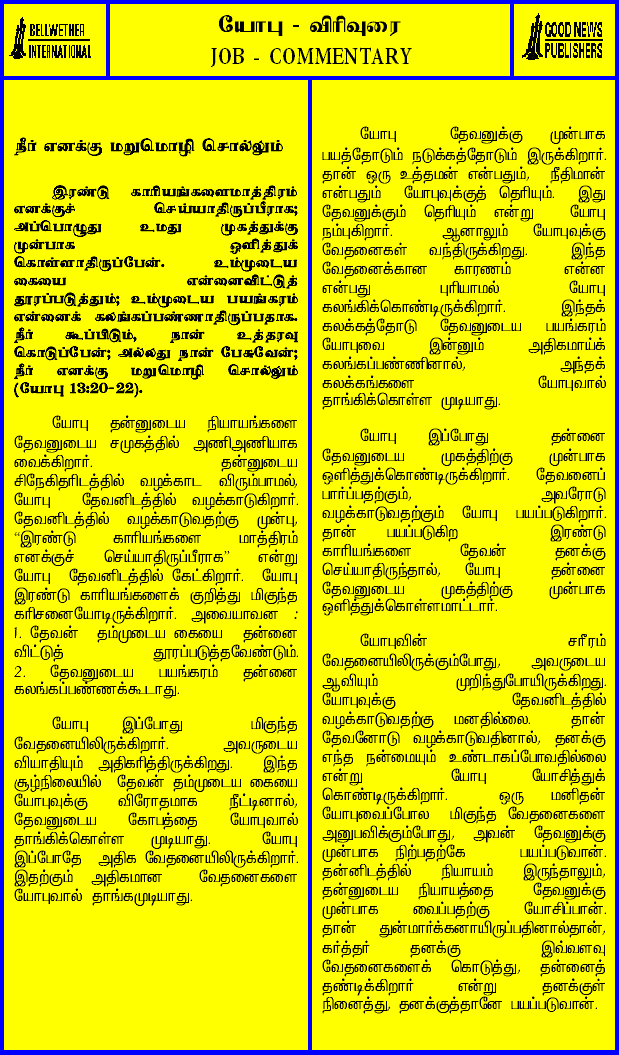 BELLWETHER
INTERNATIONAL
யோபு - விரிவுரை
JOB - COMMENTARY
GOOD NEWS
PUBLISHERS
நீர் எனக்கு மறுமொழி சொல்லும்
இரண்டு காரியங்களைமாத்திரம்
எனக்குச் செய்யாதிருப்பீராக;
அப்பொழுது உமது முகத்துக்கு
முன்பாக ஒளித்துக்
கொள்ளாதிருப்பேன். உம்முடைய
கையை என்னைவிட்டுத்
தூரப்படுத்தும்; உம்முடைய பயங்கரம்
என்னைக் கலங்கப்பண்ணாதிருப்பதாக.
நீர் கூப்பிடும், நான் உத்தரவு
கொடுப்பேன்; அல்லது நான் பேசுவேன்;
நீர் எனக்கு மறுமொழி சொல்லும்
(யோபு 13:20-22).
யோபு தன்னுடைய நியாயங்களை
தேவனுடைய சமுகத்தில் அணிஅணியாக
வைக்கிறார். தன்னுடைய
சிநேகிதரிடத்தில் வழக்காட விரும்பாமல்,
யோபு தேவனிடத்தில் வழக்காடுகிறார்.
தேவனிடத்தில் வழக்காடுவதற்கு முன்பு,
“இரண்டு காரியங்களை மாத்திரம்
எனக்குச் செய்யாதிருப்பீராக” என்று
யோபு தேவனிடத்தில் கேட்கிறார். யோபு
இரண்டு காரியங்களைக் குறித்து மிகுந்த
கரிசனையோடிருக்கிறார். அவையாவன :
1. தேவன் தம்முடைய கையை தன்னை
விட்டுத் தூரப்படுத்தவேண்டும்.
2. தேவனுடைய பயங்கரம் தன்னை
கலங்கப்பண்ணக்கூடாது.
யோபு இப்போது மிகுந்த
வேதனையிலிருக்கிறார். அவருடைய
வியாதியும் அதிகரித்திருக்கிறது. இந்த
சூழ்நிலையில் தேவன் தம்முடைய கையை
யோபுவுக்கு விரோதமாக நீட்டினால்,
தேவனுடைய கோபத்தை யோபுவால்
தாங்கிக்கொள்ள முடியாது. யோபு
இப்போதே அதிக வேதனையிலிருக்கிறார்.
இதற்கும் அதிகமான வேதனைகளை
யோபுவால் தாங்கமுடியாது.
யோபு தேவனுக்கு முன்பாக
பயத்தோடும் நடுக்கத்தோடும் இருக்கிறார்.
தான் ஒரு உத்தமன் என்பதும், நீதிமான்
என்பதும் யோபுவுக்குத் தெரியும். இது
தேவனுக்கும் தெரியும் என்று யோபு
நம்புகிறார். ஆனாலும் யோபுவுக்கு
வேதனைகள் வந்திருக்கிறது. இந்த
வேதனைக்கான காரணம் என்ன
என்பது புரியாமல் யோபு
கலங்கிக்கொண்டிருக்கிறார். இந்தக்
கலக்கத்தோடு தேவனுடைய பயங்கரம்
யோபுவை இன்னும் அதிகமாய்க்
கலங்கப்பண்ணினால், அந்தக்
கலக்கங்களை யோபுவால்
தாங்கிக்கொள்ள முடியாது.
யோபு இப்போது தன்னை
தேவனுடைய முகத்திற்கு முன்பாக
ஒளித்துக்கொண்டிருக்கிறார். தேவனைப்
பார்ப்பதற்கும், அவரோடு
வழக்காடுவதற்கும் யோபு பயப்படுகிறார்.
தான் பயப்படுகிற இரண்டு
காரியங்களை தேவன் தனக்கு
செய்யாதிருந்தால், யோபு தன்னை
தேவனுடைய முகத்திற்கு முன்பாக
ஒளித்துக்கொள்ளமாட்டார்.
யோபுவின் சரீரம்
வேதனையிலிருக்கும்போது, அவருடைய
ஆவியும் முறிந்துபோயிருக்கிறது.
யோபுவுக்கு தேவனிடத்தில்
வழக்காடுவதற்கு மனதில்லை. தான்
தேவனோடு வழக்காடுவதினால், தனக்கு
எந்த நன்மையும் உண்டாகப்போவதில்லை
என்று யோபு யோசித்துக்
கொண்டிருக்கிறார். ஒரு மனிதன்
யோபுவைப்போல மிகுந்த வேதனைகளை
அனுபவிக்கும்போது, அவன் தேவனுக்கு
முன்பாக நிற்பதற்கே பயப்படுவான்.
தன்னிடத்தில் நியாயம் இருந்தாலும்,
தன்னுடைய நியாயத்தை தேவனுக்கு
முன்பாக வைப்பதற்கு யோசிப்பான்.
தான் துன்மார்க்கனாயிருப்பதினால்தான்,
கர்த்தர் தனக்கு இவ்வளவு
வேதனைகளைக் கொடுத்து, தன்னைத்
தண்டிக்கிறார் என்று தனக்குள்
நினைத்து, தனக்குத்தானே பயப்படுவான்.